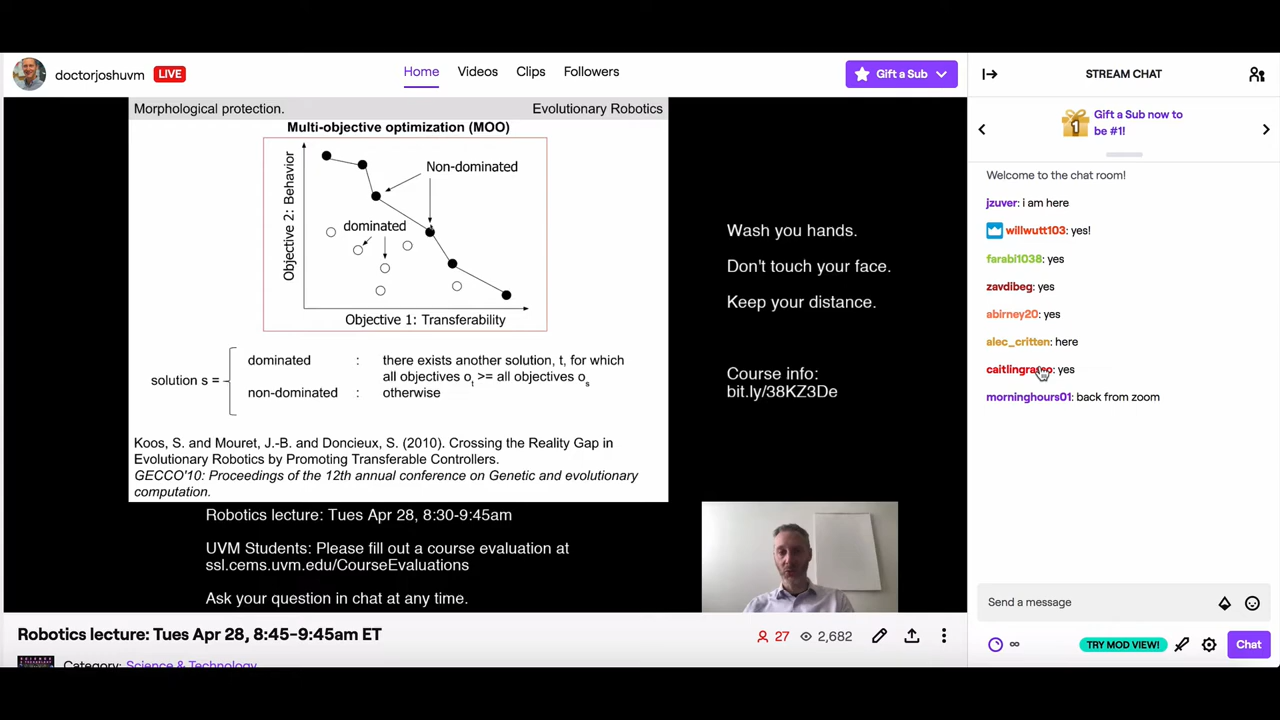 doctorjoshuvm
LIVE
Home
Videos
Clips
Followers
Gift a Sub
STREAM CHAT
Morphological protection.
Evolutionary Robotics
Multi-objective optimization (MOO)
Objective 2: Behavior
Non-dominated
dominated
Objective 1: Transferability
solution s =
dominated : there exists another solution, t, for which
all objectives ot >= all objectives os
non-dominated : otherwise
Koos, S. and Mouret, J.-B. and Doncieux, S. (2010). Crossing the Reality Gap in
Evolutionary Robotics by Promoting Transferable Controllers.
GECCO'10: Proceedings of the 12th annual conference on Genetic and evolutionary
computation.
Wash you hands.
Don't touch your face.
Keep your distance.
Course info:
bit.ly/38KZ3De
Robotics lecture: Tues Apr 28, 8:30-9:45am
UVM Students: Please fill out a course evaluation at
ssl.cems.uvm.edu/CourseEvaluations
Ask your question in chat at any time.
Robotics lecture: Tues Apr 28, 8:45-9:45am ET
27
2,682
Category: Science & Technology
1
Gift a Sub now to
be #1!
Welcome to the chat room!
jzuver: i am here
willwutt103: yes!
farabi1038: yes
zavdibeg: yes
abirney20: yes
alec_critten: here
yes
morninghours01: back from zoom
Send a message
∞
TRY MOD VIEW!
Chat